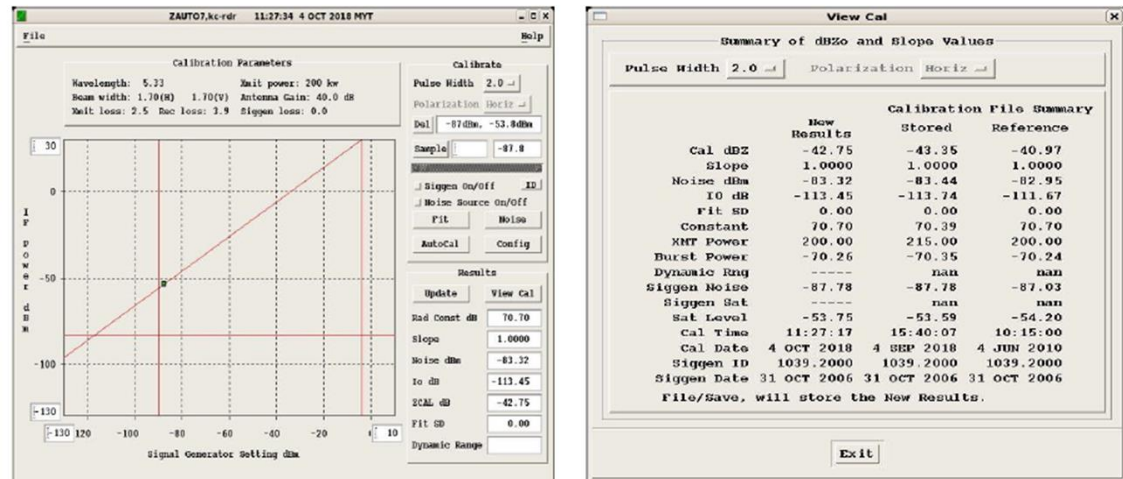 ZAUTO7,kc-rdr 11:27:34 4 OCT 2018 MYT
File Help
Calibration Parameters
Wavelength: 5.33 Xmit power: 200 kw
Beam width: 1.70(H) 1.70(V) Antenna Gain: 40.0 dB
Xmit loss: 2.5 Rec loss: 3.9 Siggen loss: 0.0
30
0
-50
-100
-130
IF Power dBm
-130 120 -100 -80 -60 -40 -20 10
Signal Generator Setting dBm
Calibrate
Pulse Width 2.0
Polarization Horiz
Del -87dBm, -53.8dBm
Sample -87.8
Siggen On/Off ID
Noise Source On/Off
Fit Noise
AutoCal Config
Results
Update View Cal
Rad Const dB 70.70
Slope 1.0000
Noise dBm -83.32
Io dB -113.45
ZCAL dB -42.75
Fit SD 0.00
Dynamic Range
View Cal
Summary of dBZo and Slope Values
Pulse Width 2.0 Polarization Horiz
Calibration File Summary
New Results Stored Reference
Cal dBZ -42.75 -43.35 -40.97
Slope 1.0000 1.0000 1.0000
Noise dBm -83.32 -83.44 -82.95
IO dB -113.45 -113.74 -111.67
Fit SD 0.00 0.00 0.00
Constant 70.70 70.39 70.70
XMT Power 200.00 215.00 200.00
Burst Power -70.26 -70.35 -70.24
Dynamic Rng ----- nan nan
Siggen Noise -87.78 -87.78 -87.03
Siggen Sat ----- nan nan
Sat Level -53.75 -53.59 -54.20
Cal Time 11:27:17 15:40:07 10:15:00
Cal Date 4 OCT 2018 4 SEP 2018 4 JUN 2010
Siggen ID 1039.2000 1039.2000 1039.2000
Siggen Date 31 OCT 2006 31 OCT 2006 31 OCT 2006
File/Save, will store the New Results.
Exit